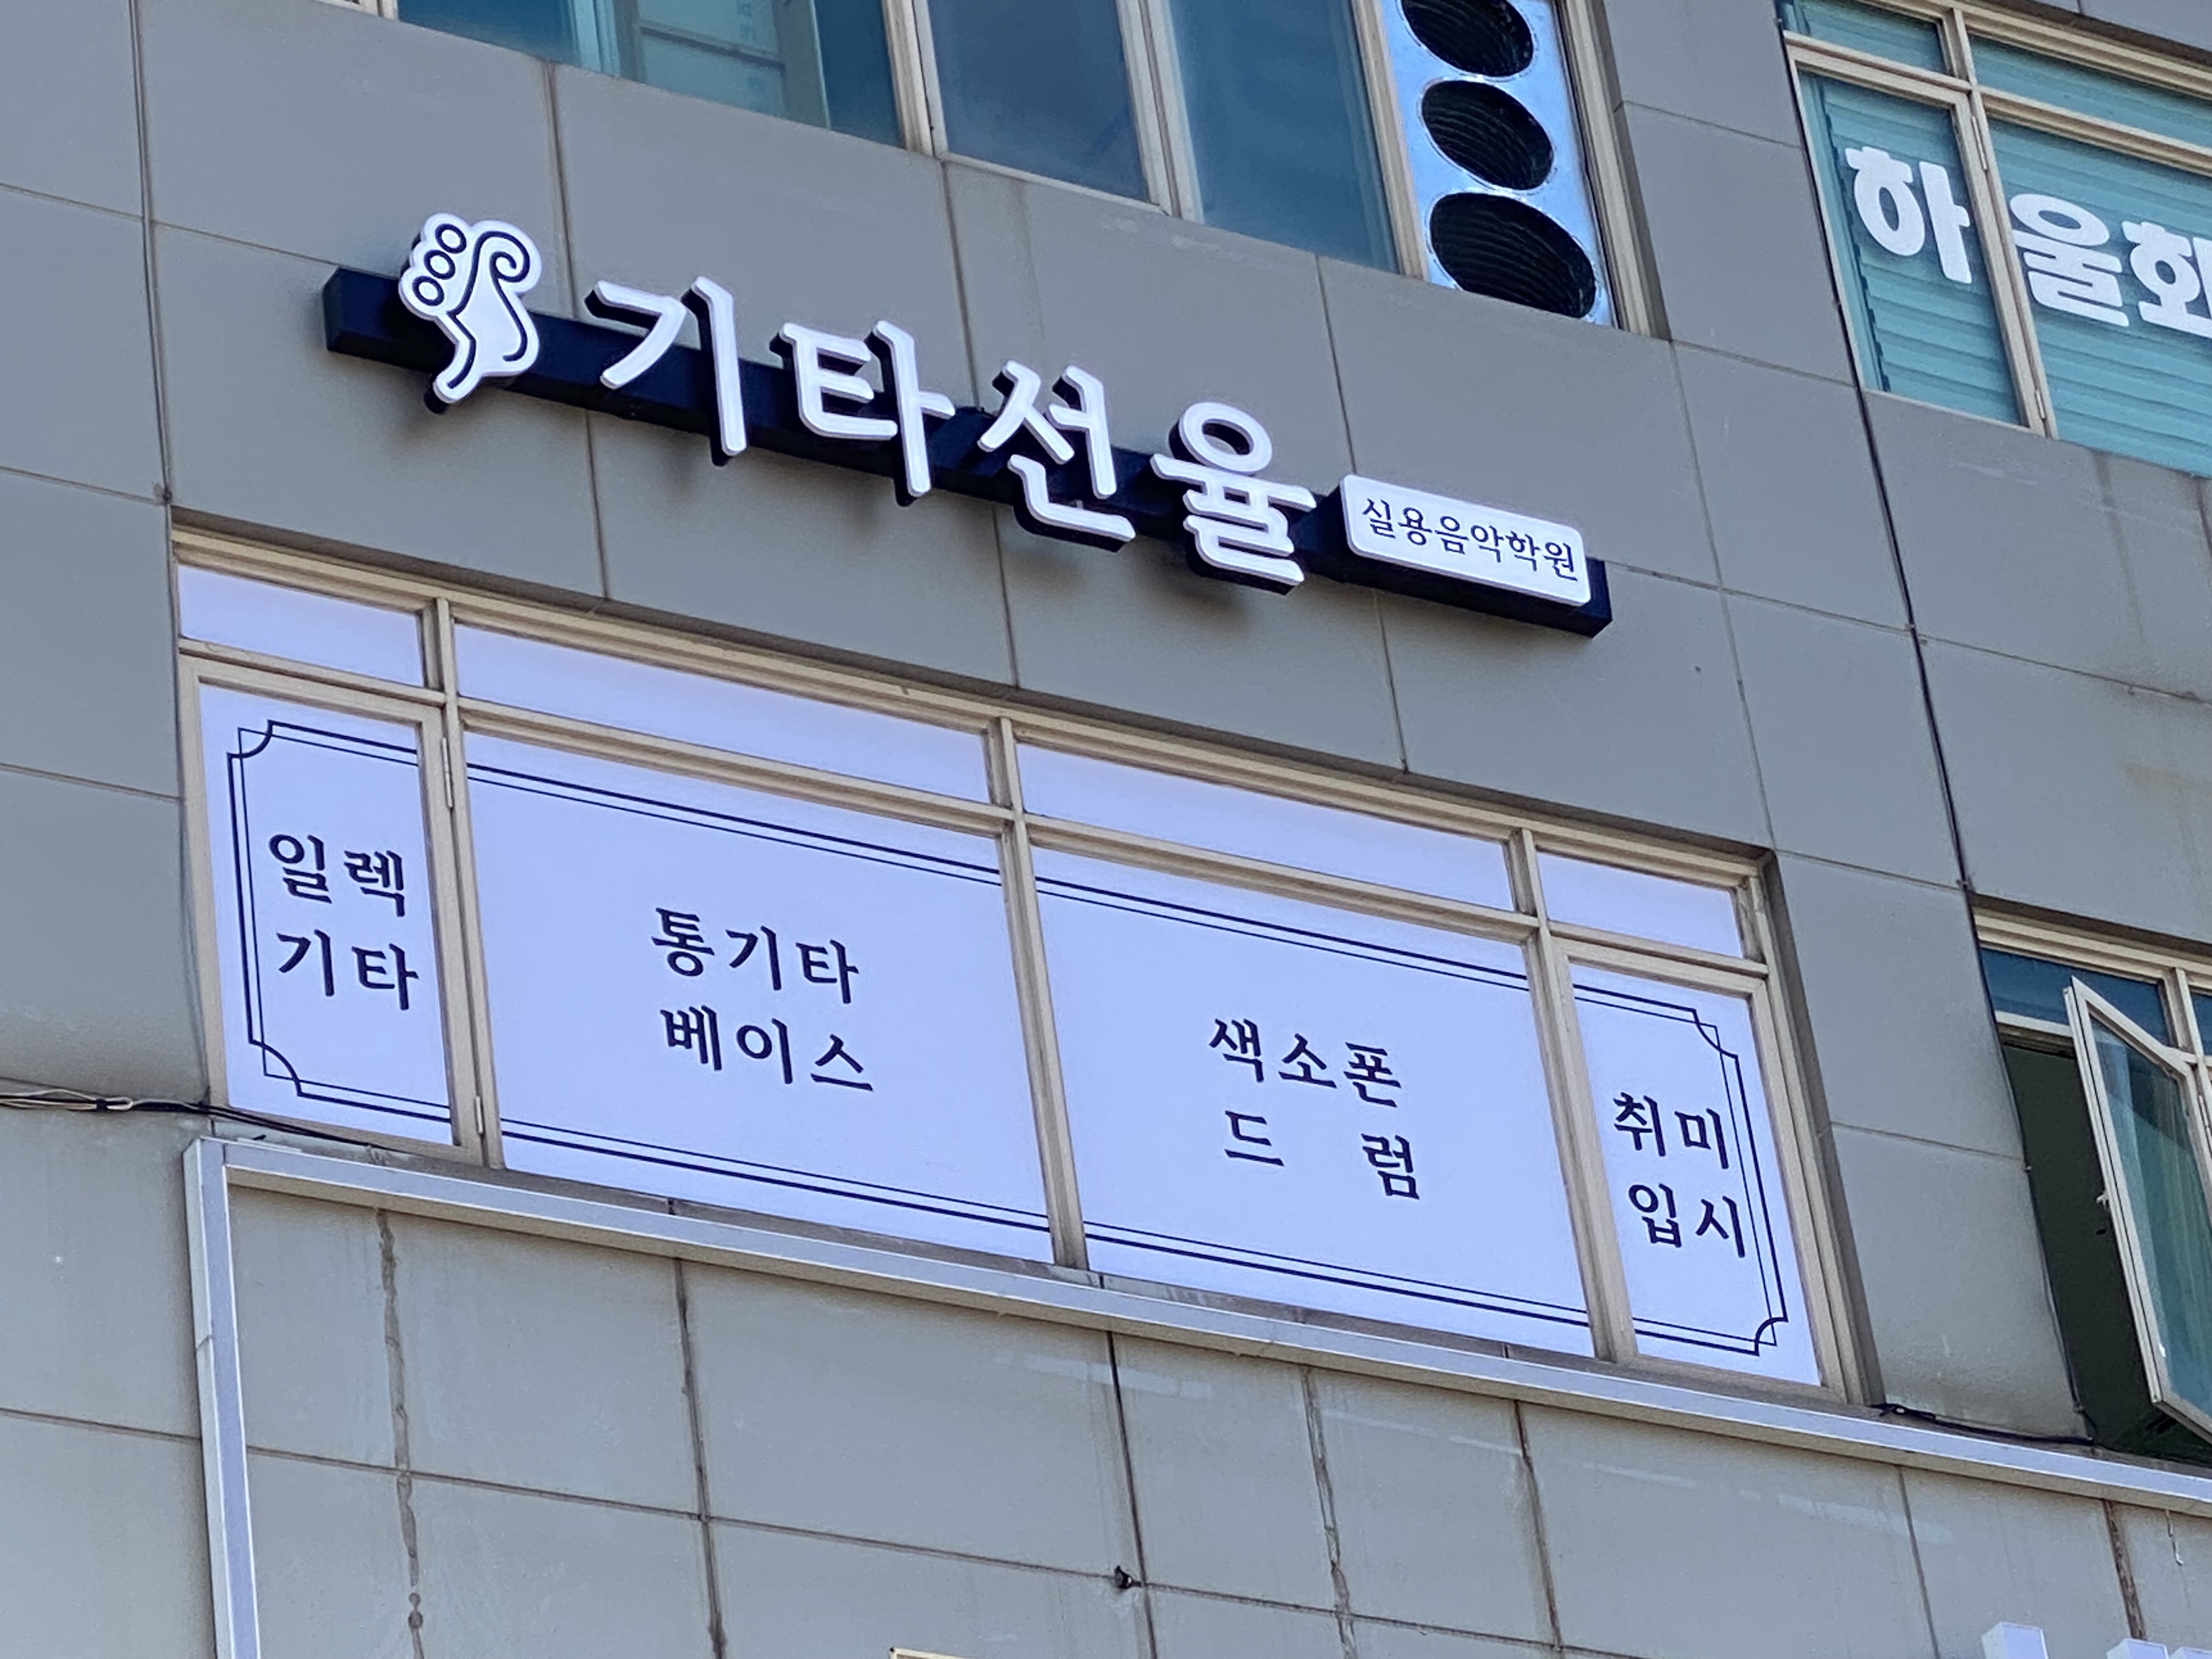 기타선율
실용음악학원
일렉
기타
통기타
베이스
색소폰
드 럼
취미
입시
하울회